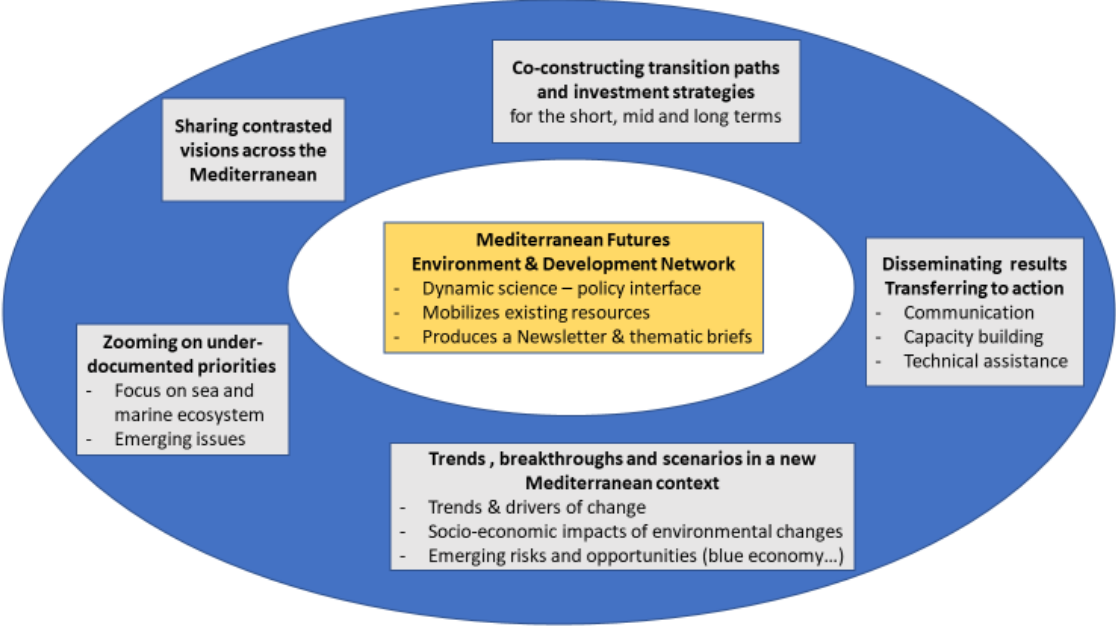 Co-constructing transition paths
and investment strategies
for the short, mid and long terms
Sharing contrasted
visions across the
Mediterranean
Mediterranean Futures
Environment & Development Network
- Dynamic science – policy interface
- Mobilizes existing resources
- Produces a Newsletter & thematic briefs
Disseminating results
Transferring to action
- Communication
- Capacity building
- Technical assistance
Zooming on under-
documented priorities
- Focus on sea and
marine ecosystem
- Emerging issues
Trends , breakthroughs and scenarios in a new
Mediterranean context
- Trends & drivers of change
- Socio-economic impacts of environmental changes
- Emerging risks and opportunities (blue economy…)